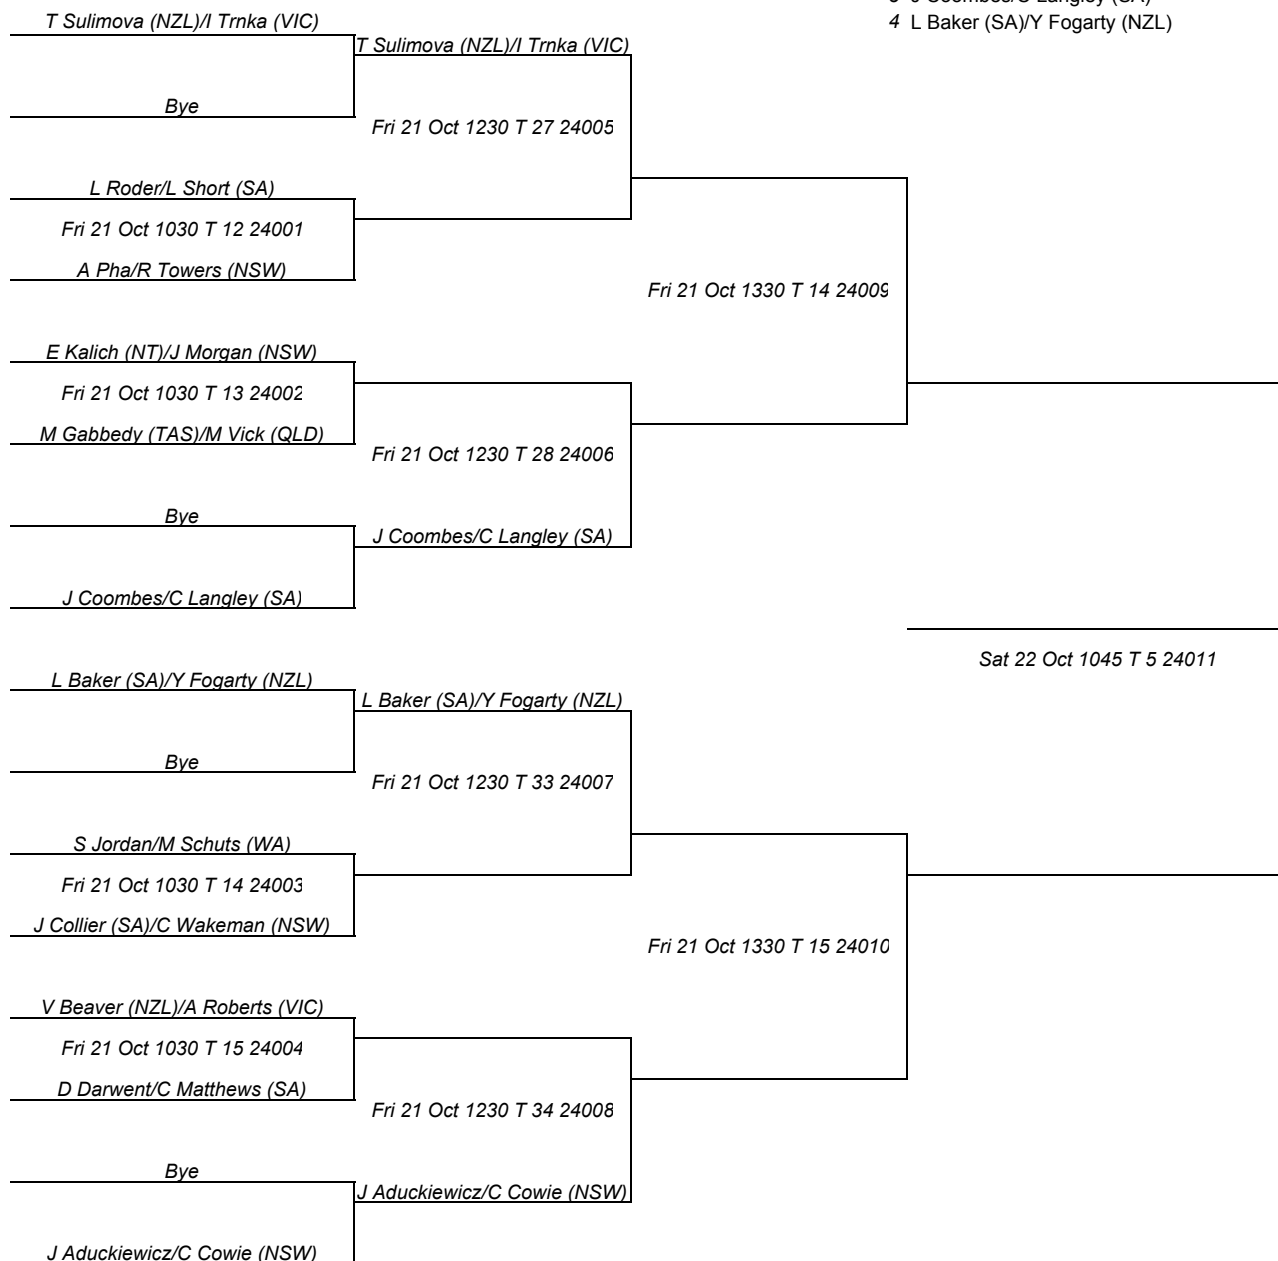 3 J Coombes/C Langley (SA)
T Sulimova (NZL)/I Trnka (VIC)
4 L Baker (SA)/Y Fogarty (NZL)
T Sulimova (NZL)/I Trnka (VIC)
Bye
Fri 21 Oct 1230 T 27 24005
L Roder/L Short (SA)
Fri 21 Oct 1030 T 12 24001
A Pha/R Towers (NSW)
Fri 21 Oct 1330 T 14 24009
E Kalich (NT)/J Morgan (NSW)
Fri 21 Oct 1030 T 13 24002
M Gabbedy (TAS)/M Vick (QLD)
Fri 21 Oct 1230 T 28 24006
Bye
J Coombes/C Langley (SA)
J Coombes/C Langley (SA)
Sat 22 Oct 1045 T 5 24011
L Baker (SA)/Y Fogarty (NZL)
L Baker (SA)/Y Fogarty (NZL)
Bye
Fri 21 Oct 1230 T 33 24007
S Jordan/M Schuts (WA)
Fri 21 Oct 1030 T 14 24003
J Collier (SA)/C Wakeman (NSW)
Fri 21 Oct 1330 T 15 24010
V Beaver (NZL)/A Roberts (VIC)
Fri 21 Oct 1030 T 15 24004
D Darwent/C Matthews (SA)
Fri 21 Oct 1230 T 34 24008
Bye
J Aduckiewicz/C Cowie (NSW)
J Aduckiewicz/C Cowie (NSW)